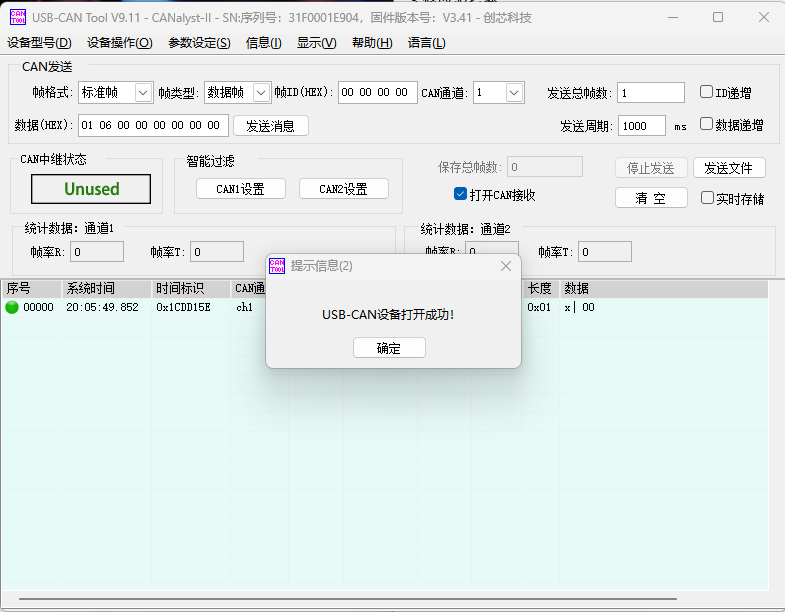 USB-CAN Tool V9.11 - CANalyst-II - SN:序列号：31F0001E904，固件版本号：V3.41 - 创芯科技
设备型号(D) 设备操作(O) 参数设定(S) 信息(I) 显示(V) 帮助(H) 语言(L)
CAN发送
帧格式: 标准帧 帧类型: 数据帧 帧ID(HEX): 00 00 00 00 CAN通道: 1 发送总帧数: 1 ID递增
数据(HEX): 01 06 00 00 00 00 00 00 发送消息 发送周期: 1000 ms 数据递增
CAN中继状态 智能过滤 保存总帧数: 0 停止发送 发送文件
Unused CAN1设置 CAN2设置 打开CAN接收 清 空 实时存储
统计数据: 通道1 统计数据: 通道2
帧率R: 0 帧率T: 0 帧率R: 0 帧率T: 0
CAN TOOL 提示信息(2)
序号 系统时间 时间标识 CAN通 长度 数据
00000 20:05:49.852 0x1CDD15E ch1 0x01 x| 00
USB-CAN设备打开成功!
确定